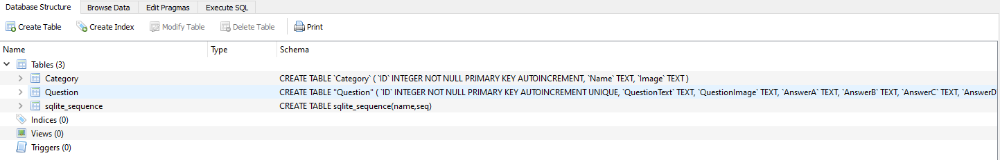 Database Structure Browse Data Edit Pragmas Execute SQL
Create Table Create Index Modify Table Delete Table Print
Name Type Schema
Tables (3)
Category CREATE TABLE `Category` ( `ID` INTEGER NOT NULL PRIMARY KEY AUTOINCREMENT, `Name` TEXT, `Image` TEXT )
Question CREATE TABLE "Question" ( `ID` INTEGER NOT NULL PRIMARY KEY AUTOINCREMENT UNIQUE, `QuestionText` TEXT, `QuestionImage` TEXT, `AnswerA` TEXT, `AnswerB` TEXT, `AnswerC` TEXT, `AnswerD
sqlite_sequence CREATE TABLE sqlite_sequence(name,seq)
Indices (0)
Views (0)
Triggers (0)